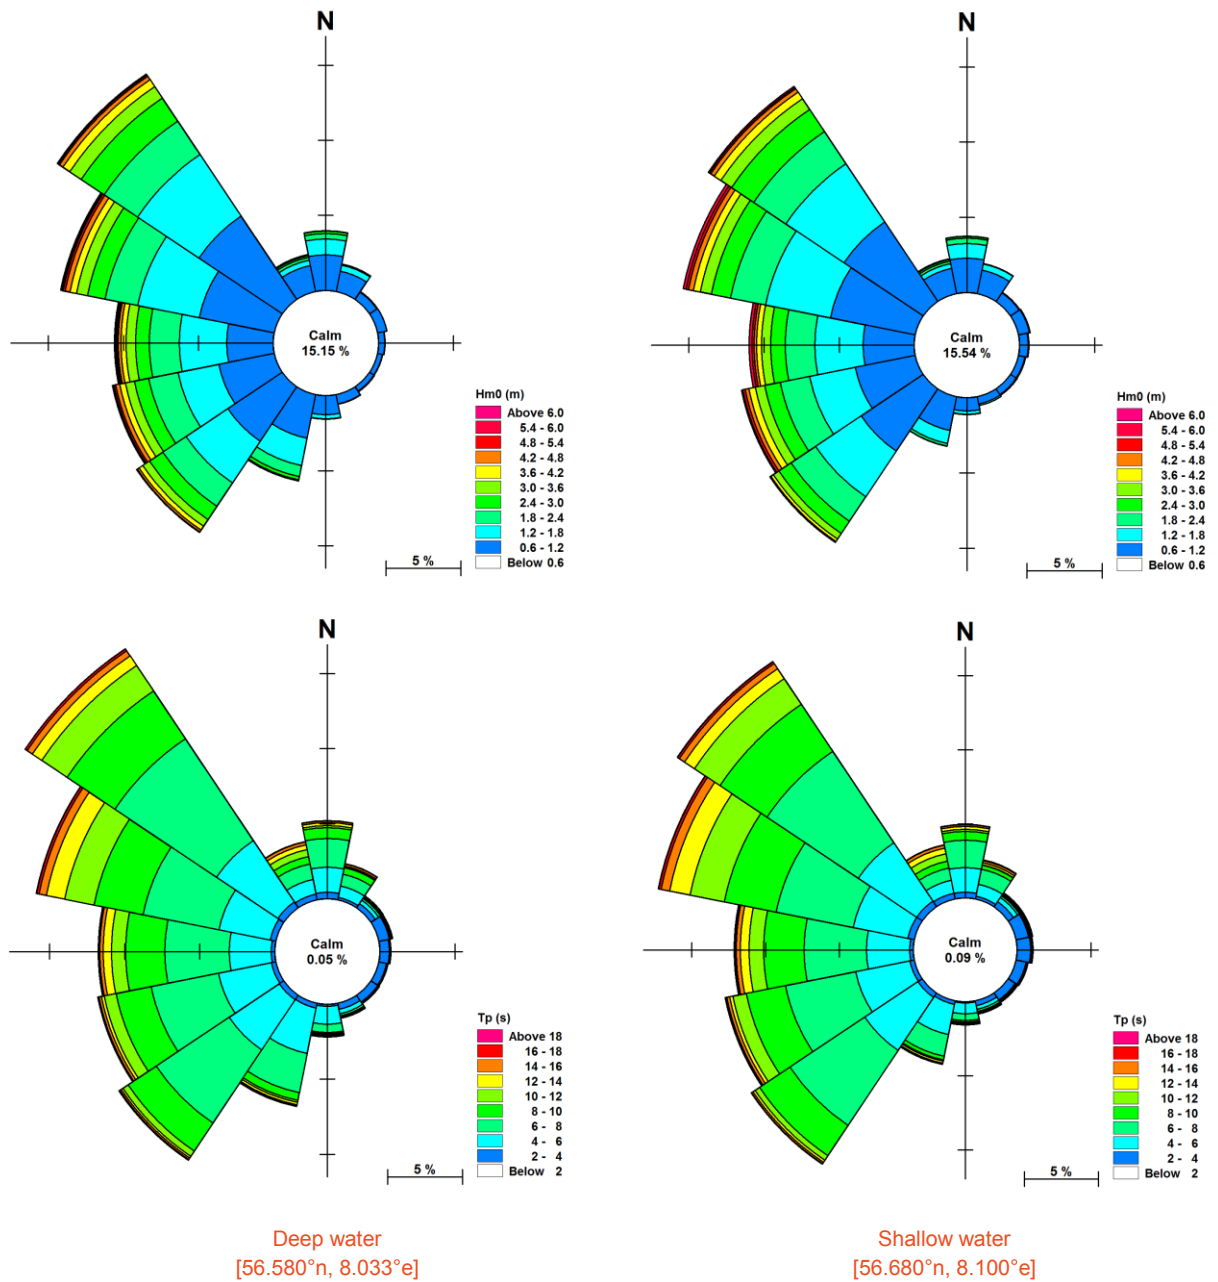 N
Calm
15.15 %
Hm0 (m)
Above 6.0
5.4 - 6.0
4.8 - 5.4
4.2 - 4.8
3.6 - 4.2
3.0 - 3.6
2.4 - 3.0
1.8 - 2.4
1.2 - 1.8
0.6 - 1.2
Below 0.6
5 %
N
Calm
15.54 %
Hm0 (m)
Above 6.0
5.4 - 6.0
4.8 - 5.4
4.2 - 4.8
3.6 - 4.2
3.0 - 3.6
2.4 - 3.0
1.8 - 2.4
1.2 - 1.8
0.6 - 1.2
Below 0.6
5 %
N
Calm
0.05 %
Tp (s)
Above 18
16 - 18
14 - 16
12 - 14
10 - 12
8 - 10
6 - 8
4 - 6
2 - 4
Below 2
5 %
N
Calm
0.09 %
Tp (s)
Above 18
16 - 18
14 - 16
12 - 14
10 - 12
8 - 10
6 - 8
4 - 6
2 - 4
Below 2
5 %
Deep water
[56.580°n, 8.033°e]
Shallow water
[56.680°n, 8.100°e]